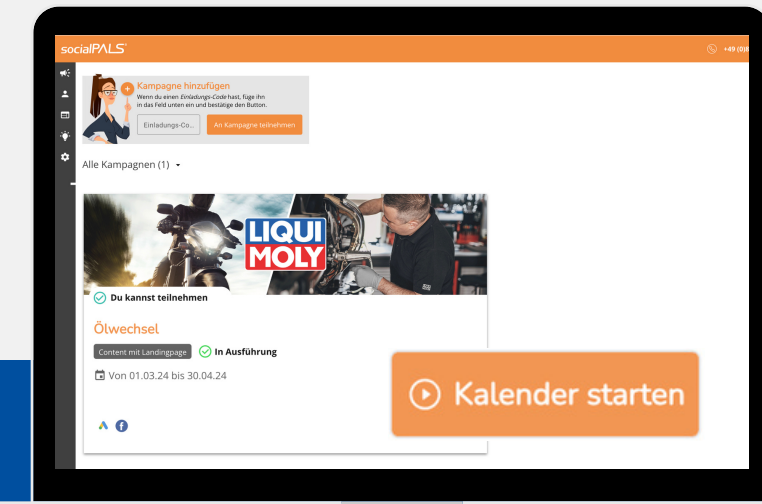 socialPALS
+49 (0)
Kampagne hinzufügen
Wenn du einen Einladungs-Code hast, füge ihn
in das Feld unten ein und bestätige den Button.
Einladungs-Co...
An Kampagne teilnehmen
Alle Kampagnen (1)
LIQUI
MOLY
Du kannst teilnehmen
Ölwechsel
Content mit Landingpage
In Ausführung
Von 01.03.24 bis 30.04.24
Kalender starten